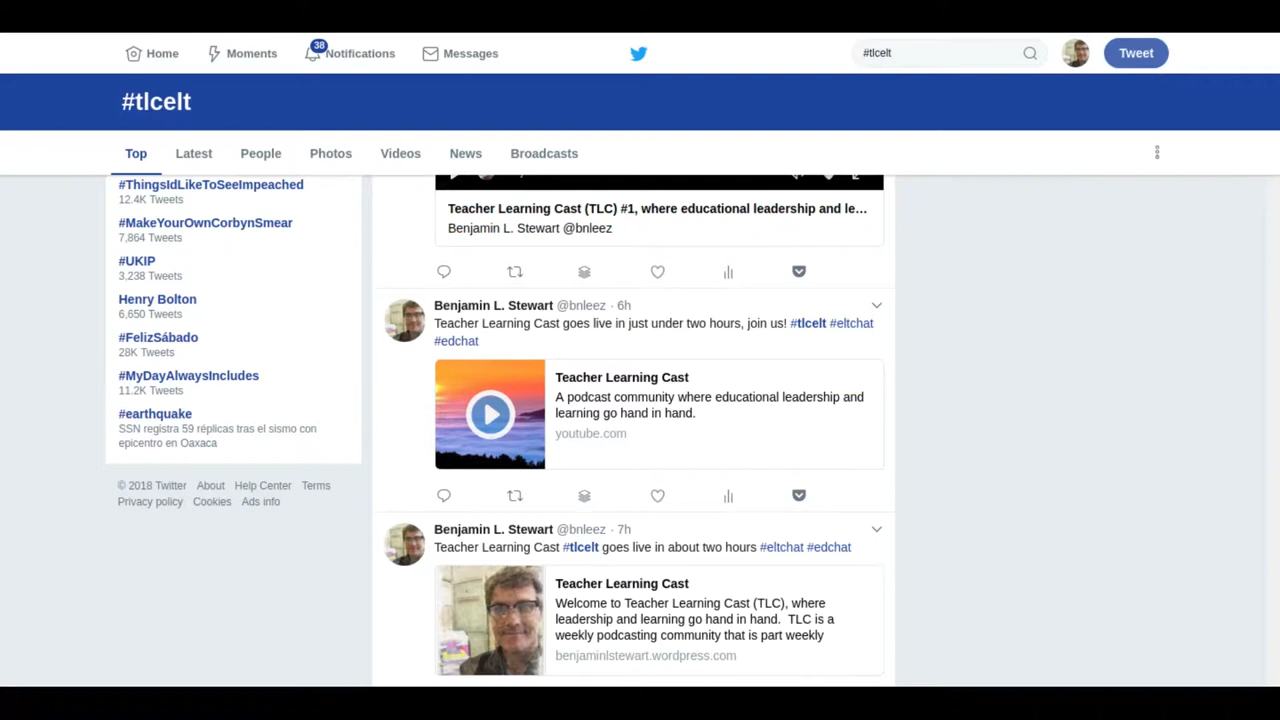 Home Moments 38 Notifications Messages #tlcelt Tweet
#tlcelt
Top Latest People Photos Videos News Broadcasts
#ThingsIdLikeToSeeImpeached
12.4K Tweets
#MakeYourOwnCorbynSmear
7,864 Tweets
#UKIP
3,238 Tweets
Henry Bolton
6,650 Tweets
#FelizSábado
28K Tweets
#MyDayAlwaysIncludes
11.2K Tweets
#earthquake
SSN registra 59 réplicas tras el sismo con
epicentro en Oaxaca
© 2018 Twitter About Help Center Terms
Privacy policy Cookies Ads info
Teacher Learning Cast (TLC) #1, where educational leadership and le...
Benjamin L. Stewart @bnleez
Benjamin L. Stewart @bnleez · 6h
Teacher Learning Cast goes live in just under two hours, join us! #tlcelt #eltchat
#edchat
Teacher Learning Cast
A podcast community where educational leadership and
learning go hand in hand.
youtube.com
Benjamin L. Stewart @bnleez · 7h
Teacher Learning Cast #tlcelt goes live in about two hours #eltchat #edchat
Teacher Learning Cast
Welcome to Teacher Learning Cast (TLC), where
leadership and learning go hand in hand. TLC is a
weekly podcasting community that is part weekly
benjaminlstewart.wordpress.com